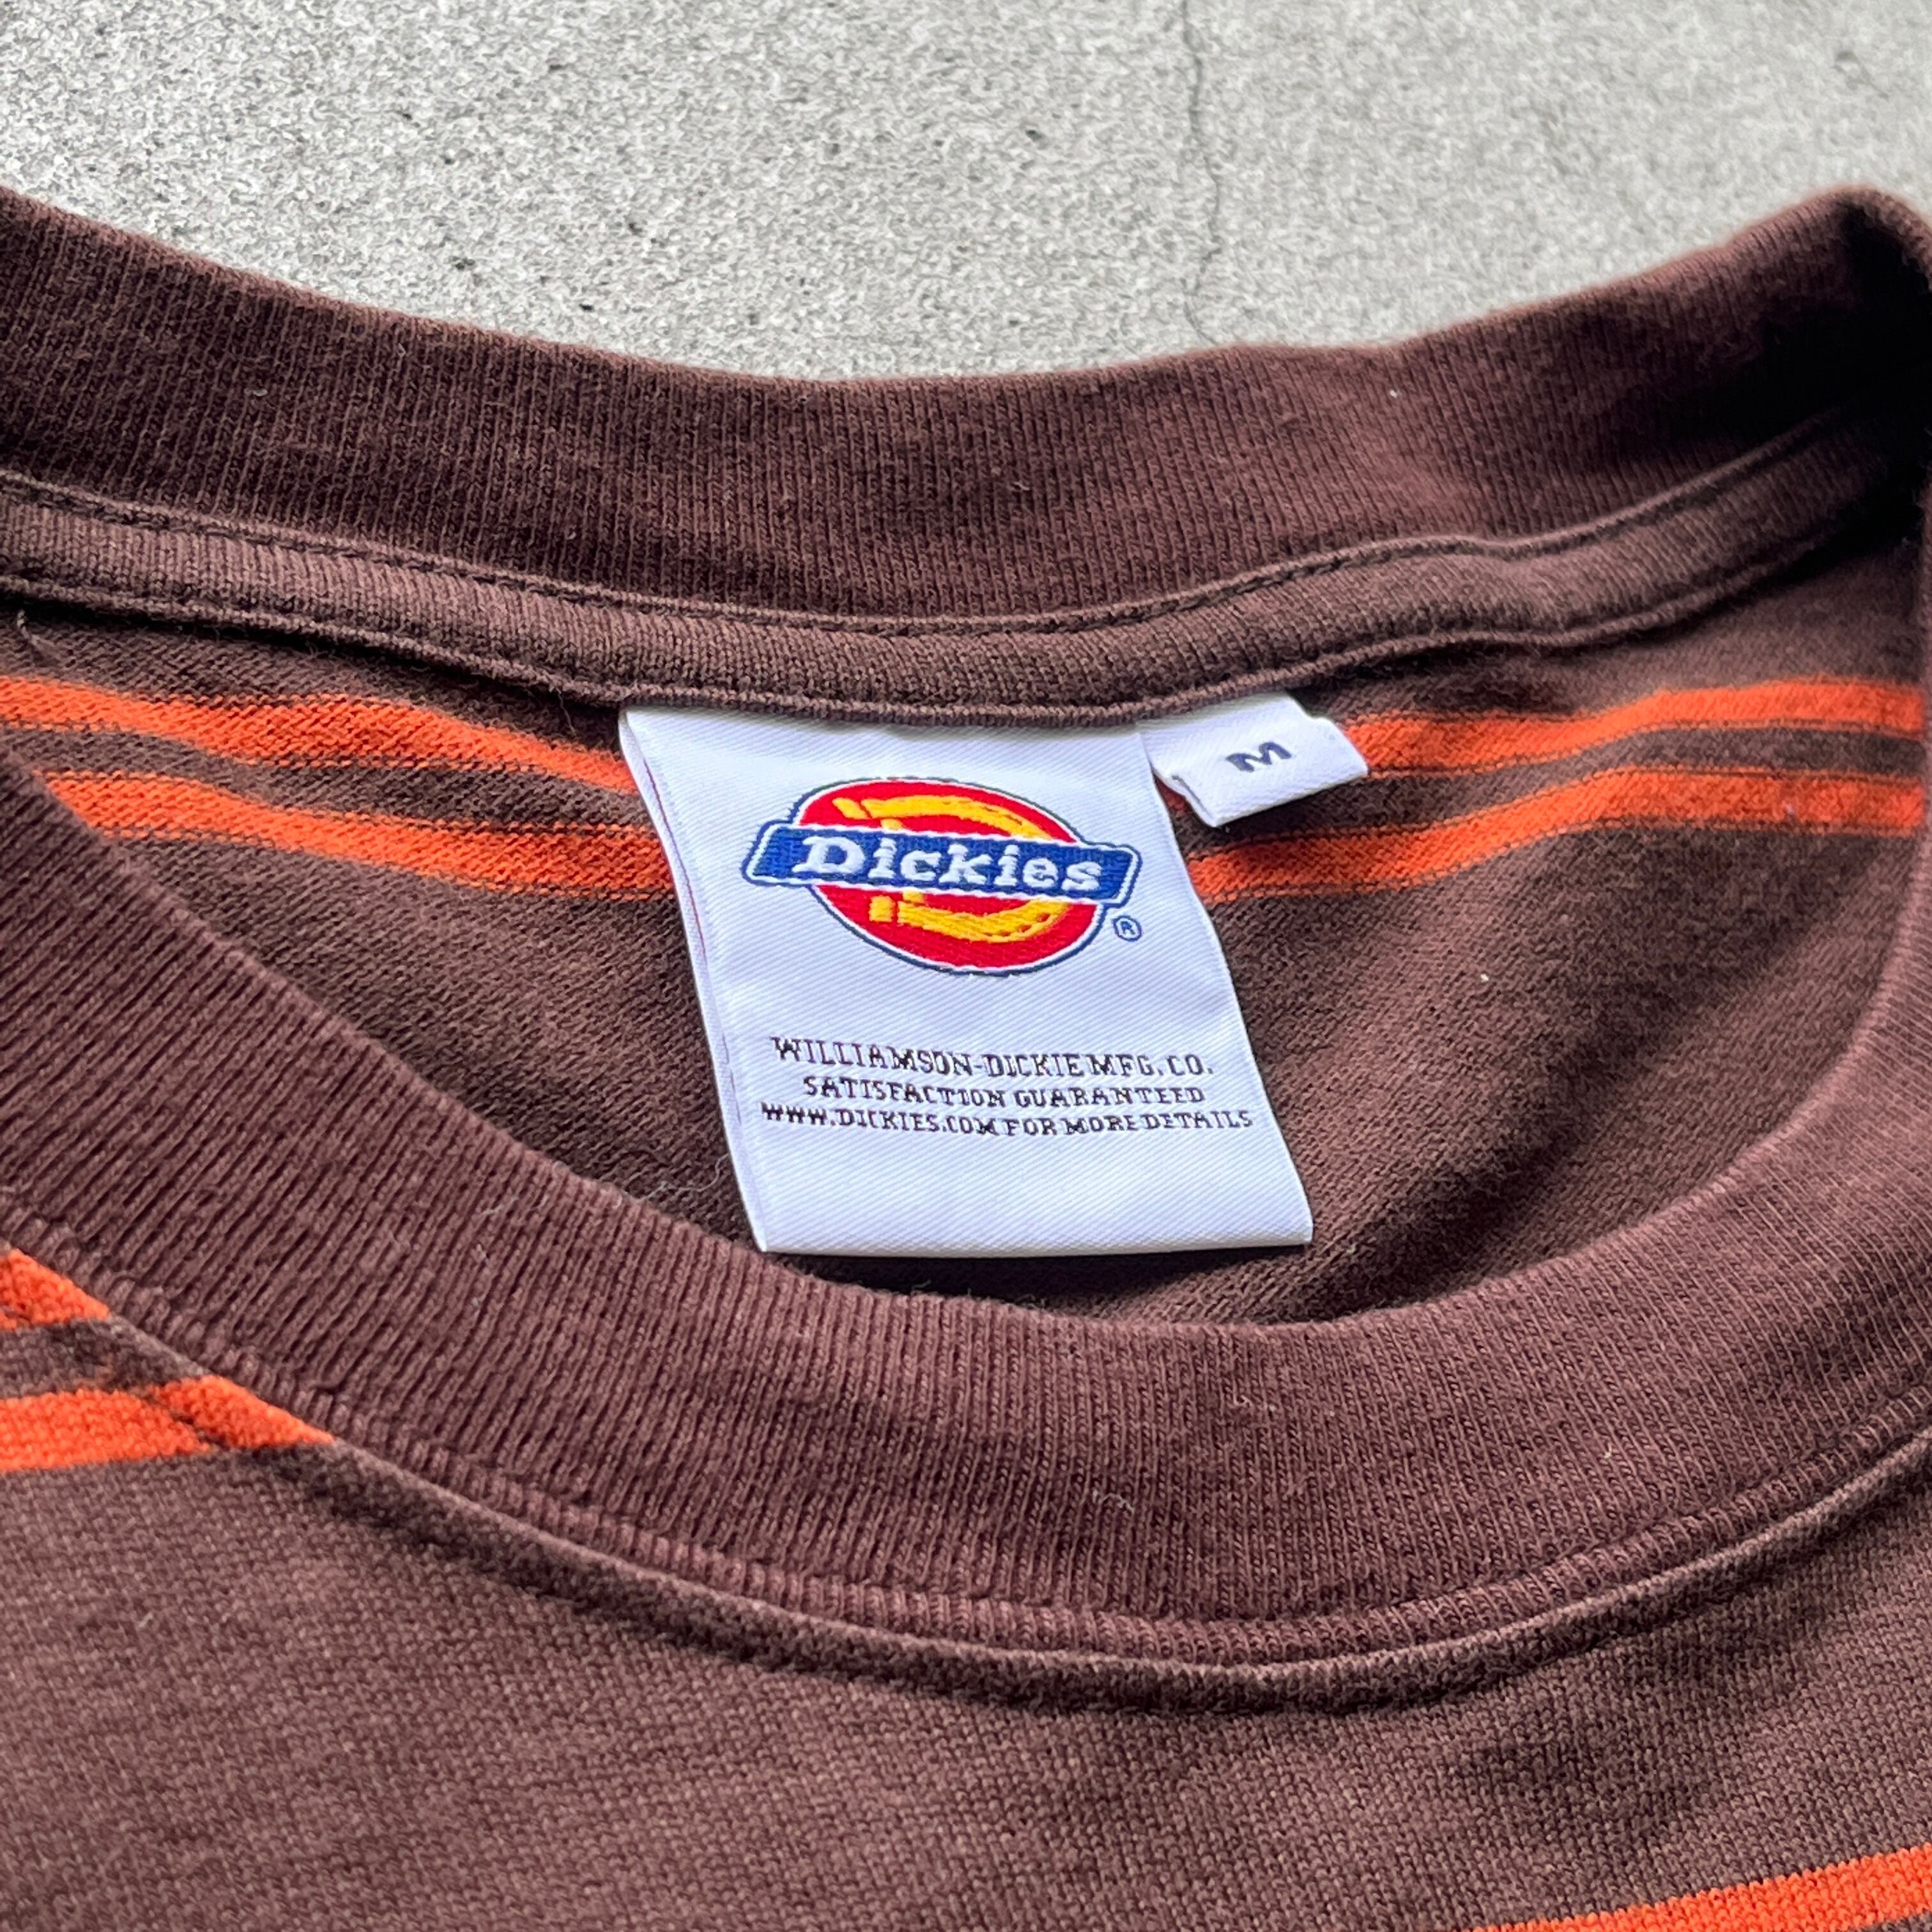 M
Dickies
®
WILLIAMSON-DICKIE MFG. CO.
SATISFACTION GUARANTEED
WWW.DICKIES.COM FOR MORE DETAILS